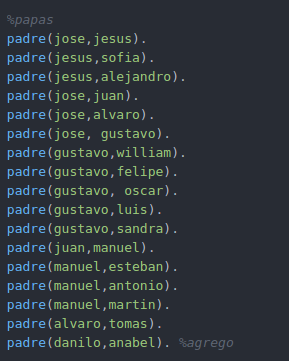 %papas
padre(jose,jesus).
padre(jesus,sofia).
padre(jesus,alejandro).
padre(jose,juan).
padre(jose,alvaro).
padre(jose, gustavo).
padre(gustavo,william).
padre(gustavo,felipe).
padre(gustavo, oscar).
padre(gustavo,luis).
padre(gustavo,sandra).
padre(juan,manuel).
padre(manuel,esteban).
padre(manuel,antonio).
padre(manuel,martin).
padre(alvaro,tomas).
padre(danilo,anabel). %agrego